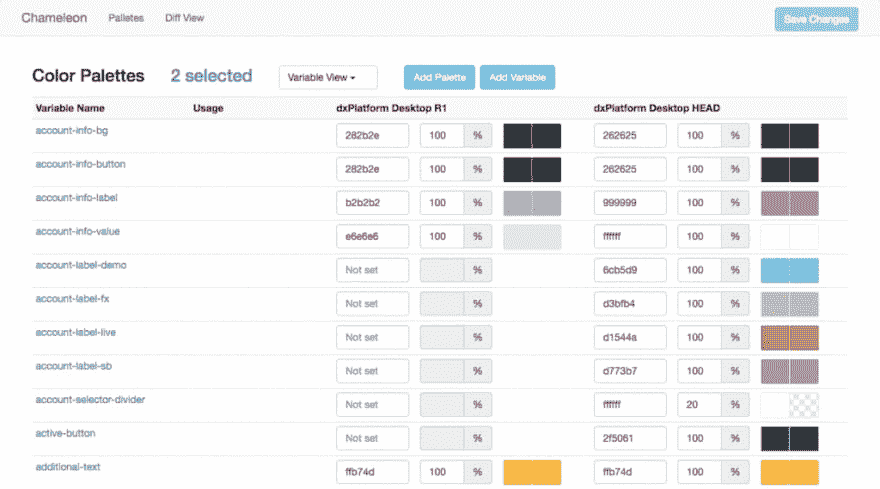 Chameleon Palletes Diff View Save Changes
Color Palettes 2 selected Variable View Add Palette Add Variable
Variable Name Usage dxPlatform Desktop R1 dxPlatform Desktop HEAD
account-info-bg 282b2e 100 % 262625 100 %
account-info-button 282b2e 100 % 262625 100 %
account-info-label b2b2b2 100 % 999999 100 %
account-info-value e6e6e6 100 % ffffff 100 %
account-label-demo Not set % 6cb5d9 100 %
account-label-fx Not set % d3bfb4 100 %
account-label-live Not set % d1544a 100 %
account-label-sb Not set % d773b7 100 %
account-selector-divider Not set % ffffff 20 %
active-button Not set % 2f5061 100 %
additional-text ffb74d 100 % ffb74d 100 %